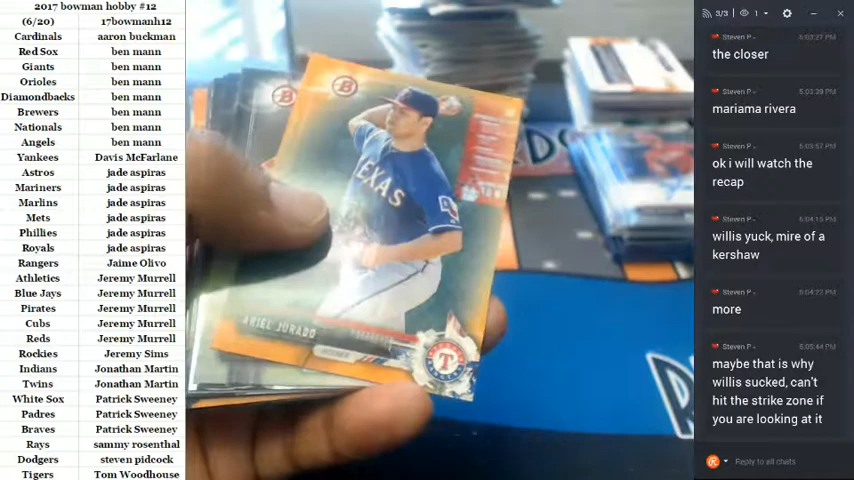 2017 bowman hobby #12
(6/20) 17bowmanh12
Cardinals aaron buckman
Red Sox ben mann
Giants ben mann
Orioles ben mann
Diamondbacks ben mann
Brewers ben mann
Nationals ben mann
Angels ben mann
Yankees Davis McFarlane
Astros jade aspiras
Mariners jade aspiras
Marlins jade aspiras
Mets jade aspiras
Phillies jade aspiras
Royals jade aspiras
Rangers Jaime Olivo
Athletics Jeremy Murrell
Blue Jays Jeremy Murrell
Pirates Jeremy Murrell
Cubs Jeremy Murrell
Reds Jeremy Murrell
Rockies Jeremy Sims
Indians Jonathan Martin
Twins Jonathan Martin
White Sox Patrick Sweeney
Padres Patrick Sweeney
Braves Patrick Sweeney
Rays sammy rosenthal
Dodgers steven pidcock
Tigers Tom Woodhouse
B
B
TEXAS
ARIEL JURADO
T
3/3 1
Steven P 5:03:27 PM
the closer
Steven P 5:03:39 PM
mariama rivera
Steven P 5:03:57 PM
ok i will watch the
recap
Steven P 5:04:15 PM
willis yuck, mire of a
kershaw
Steven P 5:04:22 PM
more
Steven P 5:05:44 PM
maybe that is why
willis sucked, can't
hit the strike zone if
you are looking at it
Reply to all chats